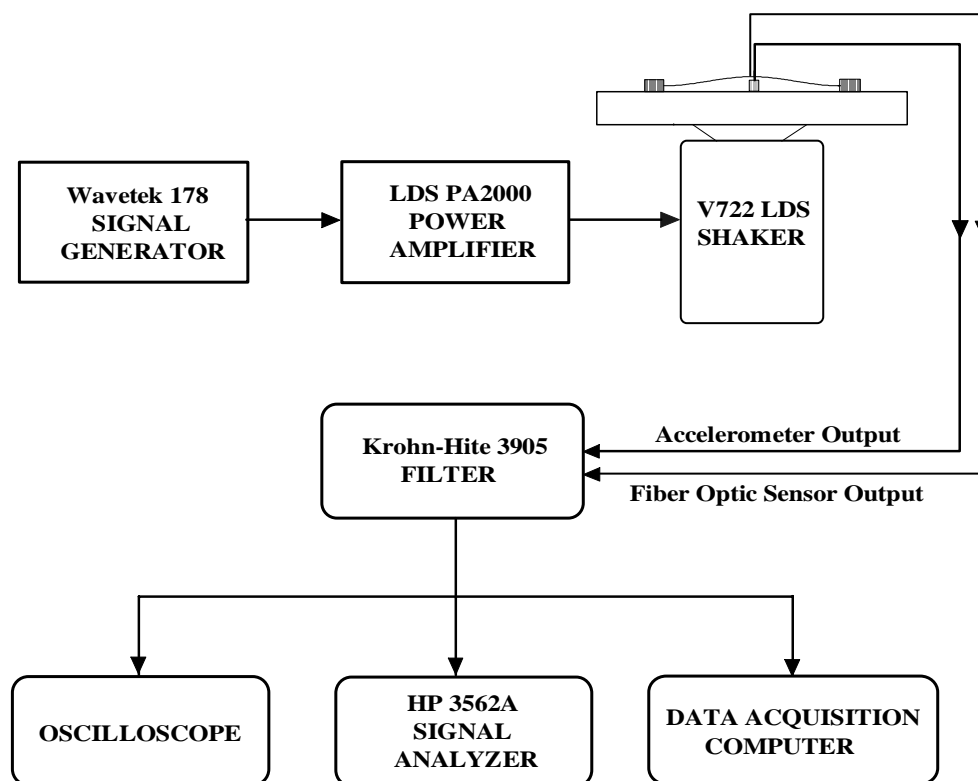 Wavetek 178
SIGNAL
GENERATOR
LDS PA2000
POWER
AMPLIFIER
V722 LDS
SHAKER
Krohn-Hite 3905
FILTER
Accelerometer Output
Fiber Optic Sensor Output
OSCILLOSCOPE
HP 3562A
SIGNAL
ANALYZER
DATA ACQUISITION
COMPUTER